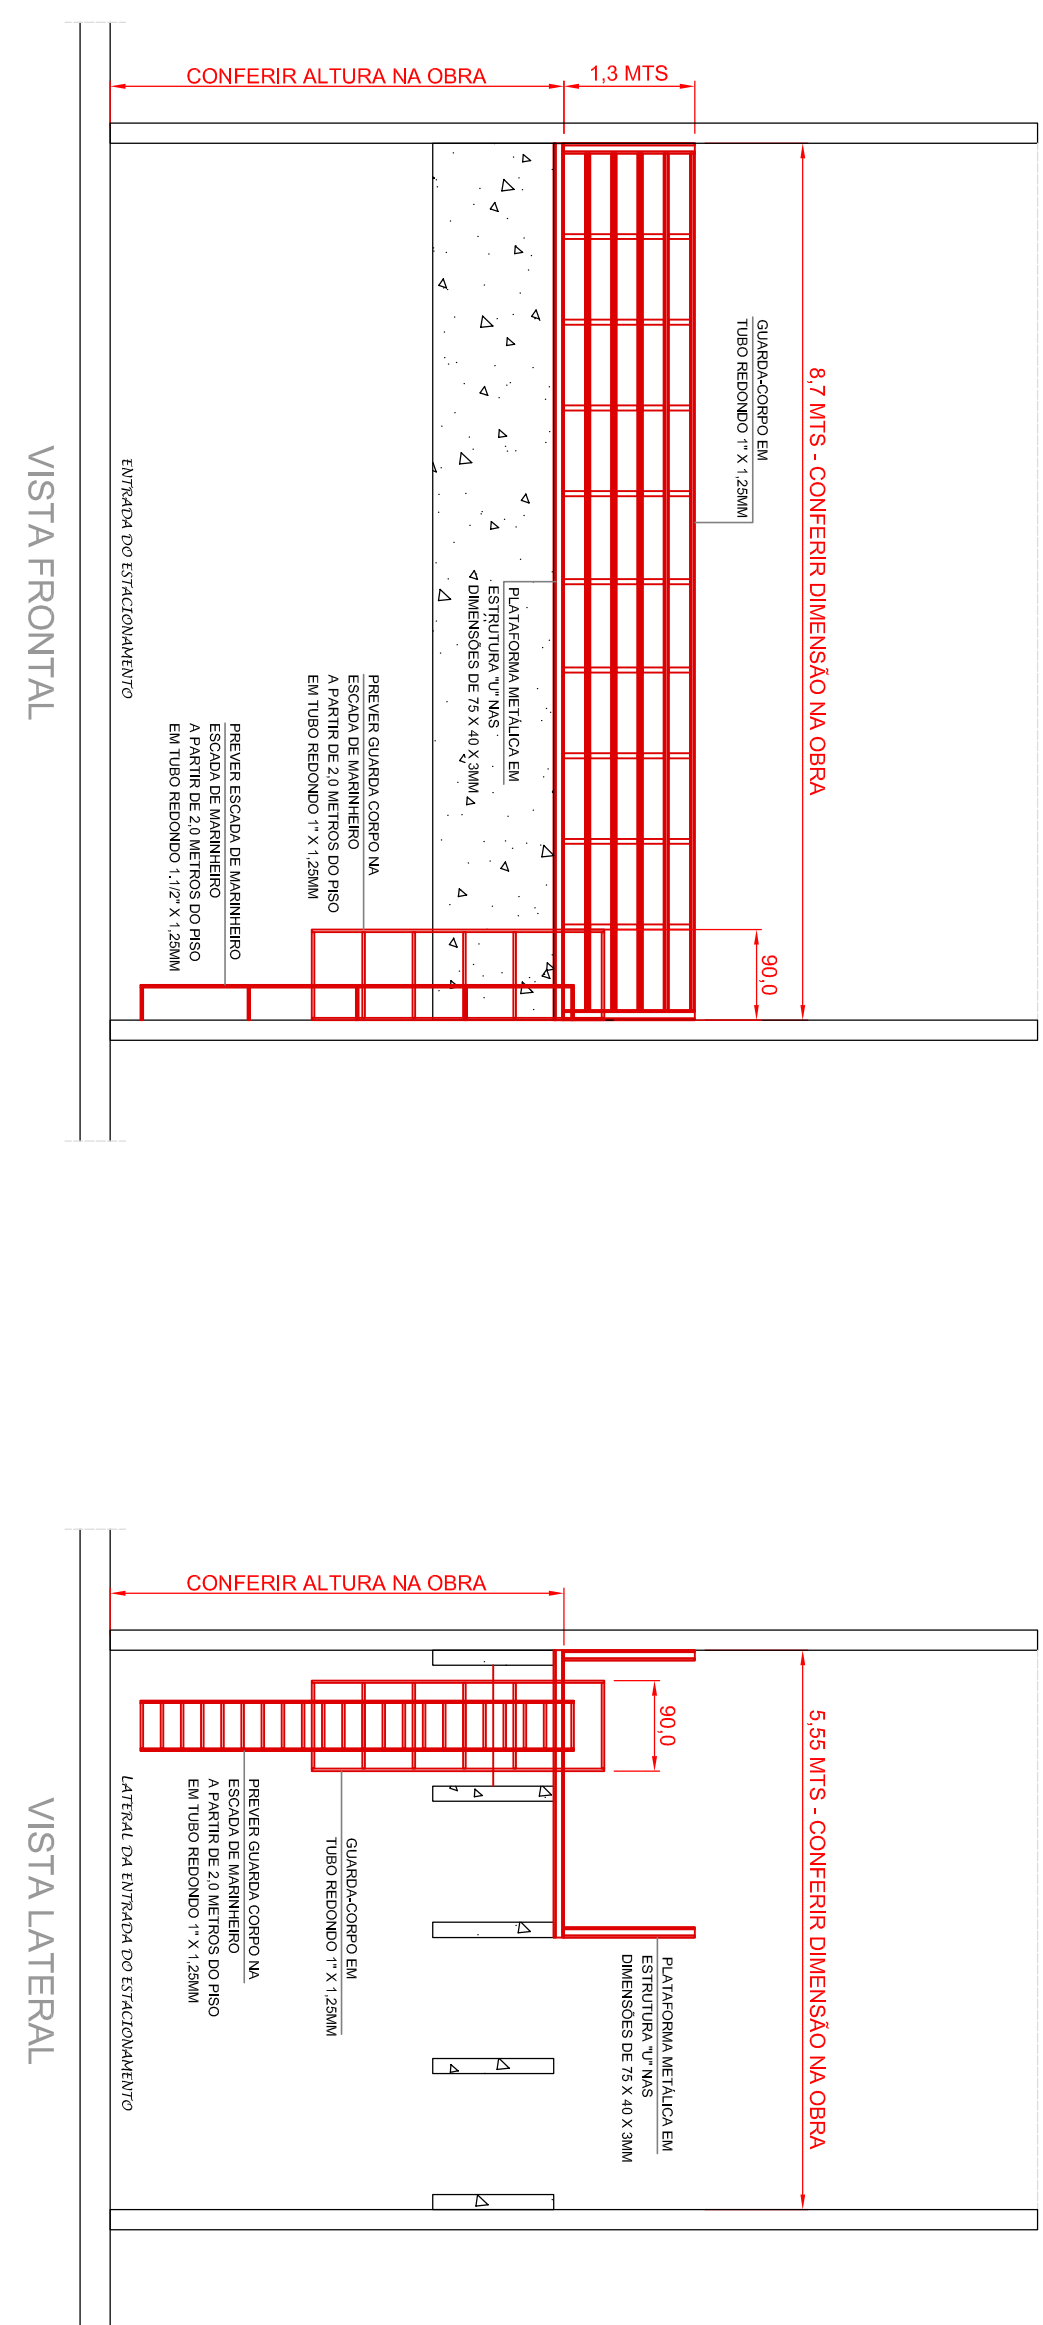 CONFERIR ALTURA NA OBRA
1,3 MTS
8,7 MTS - CONFERIR DIMENSÃO NA OBRA
GUARDA-CORPO EM
TUBO REDONDO 1" X 1,25MM
PLATAFORMA METÁLICA EM
ESTRUTURA "U" NAS
DIMENSÕES DE 75 X 40 X 3MM
PREVER GUARDA CORPO NA
ESCADA DE MARINHEIRO
A PARTIR DE 2,0 METROS DO PISO
EM TUBO REDONDO 1" X 1,25MM
PREVER ESCADA DE MARINHEIRO
ESCADA DE MARINHEIRO
A PARTIR DE 2,0 METROS DO PISO
EM TUBO REDONDO 1.1/2" X 1,25MM
90,0
ENTRADA DO ESTACIONAMENTO
VISTA FRONTAL
CONFERIR ALTURA NA OBRA
5,55 MTS - CONFERIR DIMENSÃO NA OBRA
90,0
PLATAFORMA METÁLICA EM
ESTRUTURA "U" NAS
DIMENSÕES DE 75 X 40 X 3MM
GUARDA-CORPO EM
TUBO REDONDO 1" X 1,25MM
PREVER GUARDA CORPO NA
ESCADA DE MARINHEIRO
A PARTIR DE 2,0 METROS DO PISO
EM TUBO REDONDO 1" X 1,25MM
LATERAL DA ENTRADA DO ESTACIONAMENTO
VISTA LATERAL